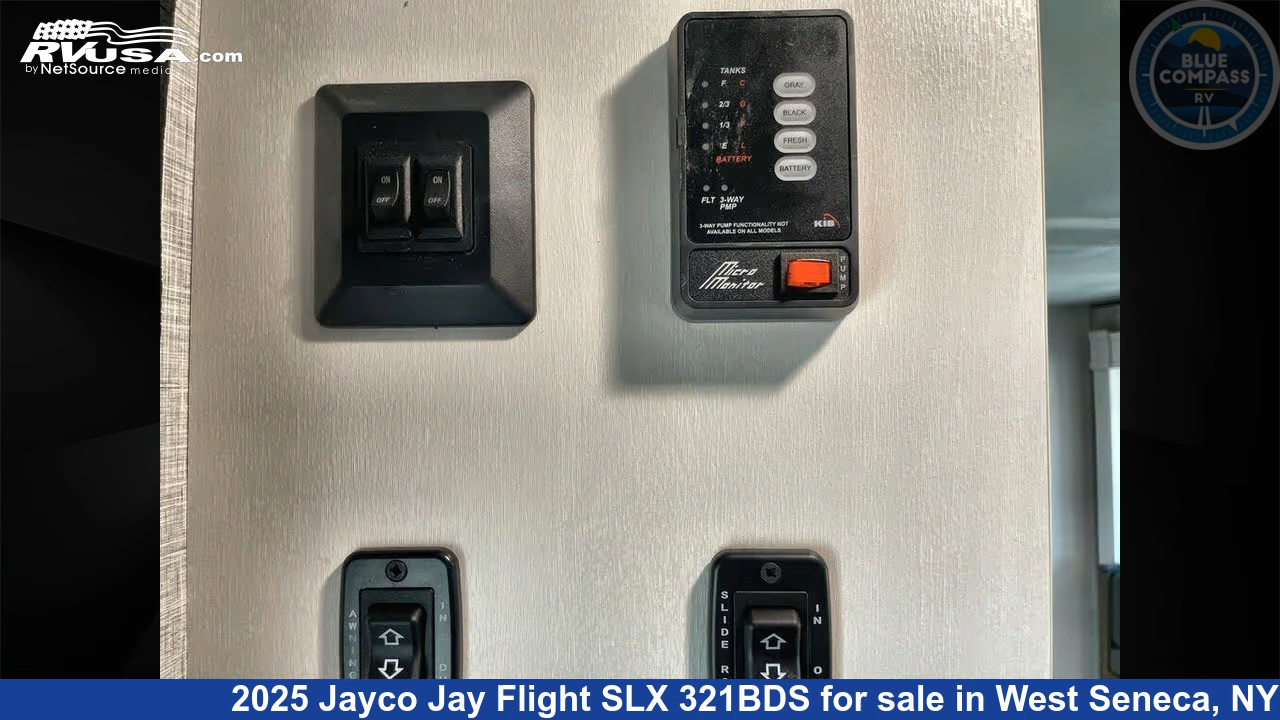 RVUSA.com
by NetSource media
BLUE
COMPASS
RV
TANKS
F C
2/3 G
1/3
E L
BATTERY
FLT 3-WAY
PMP
3-WAY PUMP FUNCTIONALITY NOT
AVAILABLE ON ALL MODELS
GRAY
BLACK
FRESH
BATTERY
KIB
Micro
Monitor
PUMP
ON ON
OFF OFF
AWNING
IN
SLIDE
IN
2025 Jayco Jay Flight SLX 321BDS for sale in West Seneca, NY